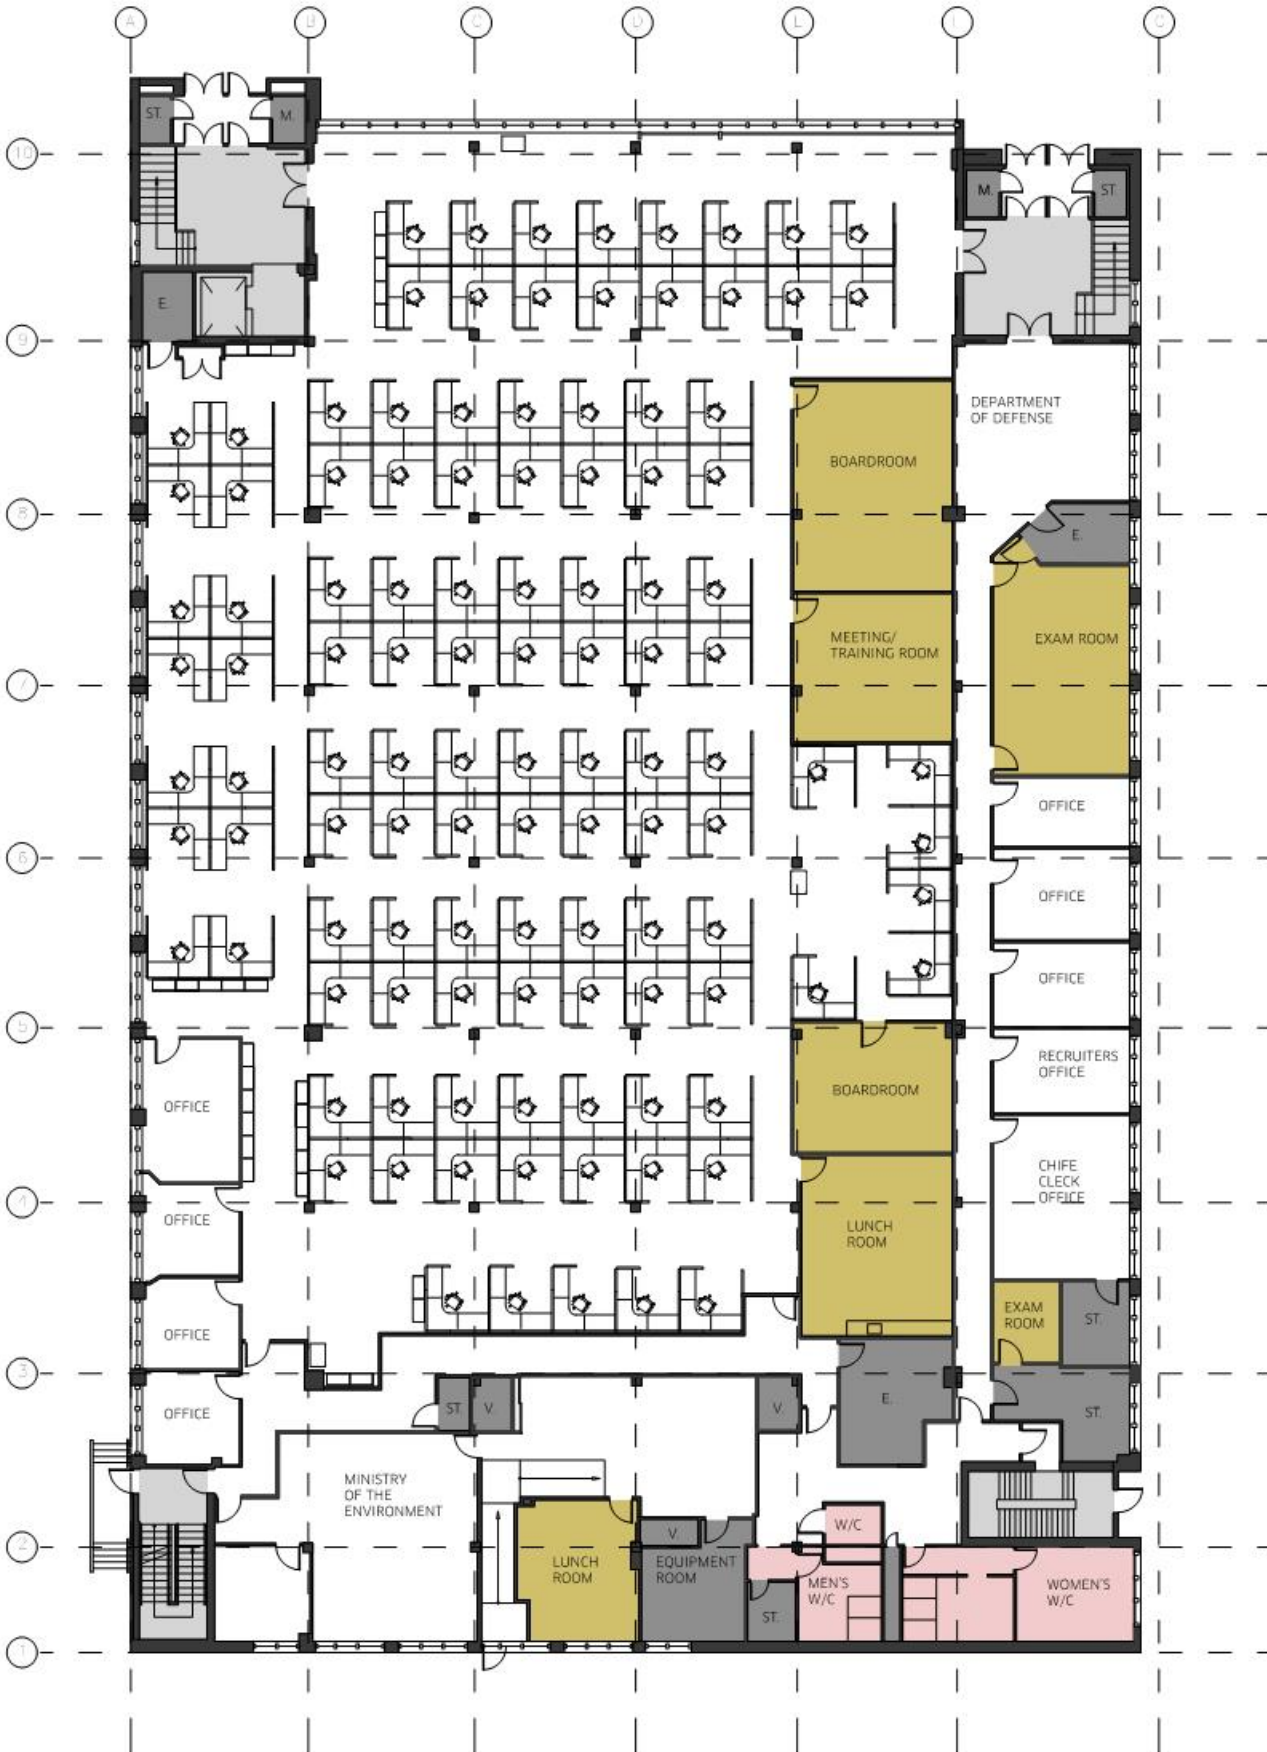 A
B
C
D
10
ST.
M.
M.
ST.
E.
9
DEPARTMENT
OF DEFENSE
BOARDROOM
8
E.
MEETING/
TRAINING ROOM
EXAM ROOM
7
OFFICE
6
OFFICE
OFFICE
5
RECRUITERS
OFFICE
BOARDROOM
OFFICE
CHIFE
CLECK
OFFICE
4
OFFICE
LUNCH
ROOM
EXAM
ROOM
ST.
OFFICE
3
E.
ST.
ST.
V.
V.
OFFICE
MINISTRY
OF THE
ENVIRONMENT
W/C
2
V.
LUNCH
ROOM
EQUIPMENT
ROOM
MEN'S
W/C
WOMEN'S
W/C
ST.
1